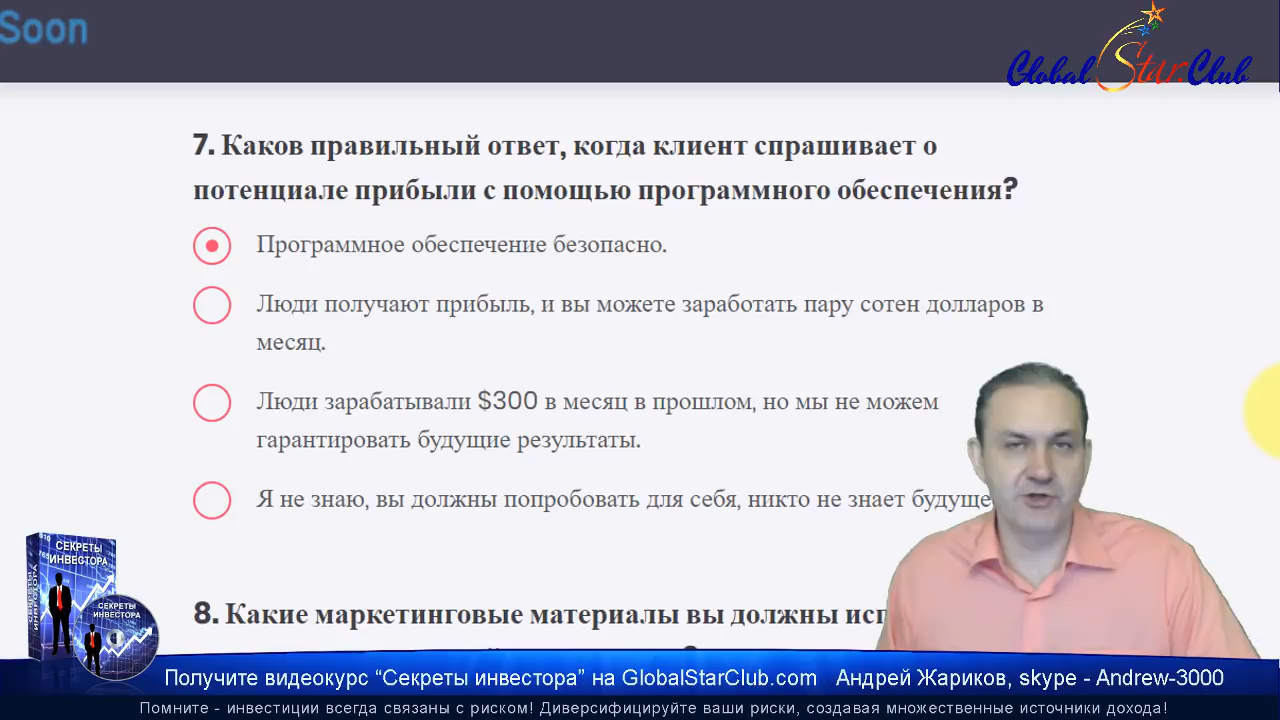 Soon
Global Star Club
7. Каков правильный ответ, когда клиент спрашивает о
потенциале прибыли с помощью программного обеспечения?
Программное обеспечение безопасно.
Люди получают прибыль, и вы можете заработать пару сотен долларов в
месяц.
Люди зарабатывали $300 в месяц в прошлом, но мы не можем
гарантировать будущие результаты.
Я не знаю, вы должны попробовать для себя, никто не знает будуще
8. Какие маркетинговые материалы вы должны исп
СЕКРЕТЫ
ИНВЕСТОРА
СЕКРЕТЫ
ИНВЕСТОРА
Получите видеокурс “Секреты инвестора” на GlobalStarClub.com Андрей Жариков, skype - Andrew-3000
Помните - инвестиции всегда связаны с риском! Диверсифицируйте ваши риски, создавая множественные источники дохода!